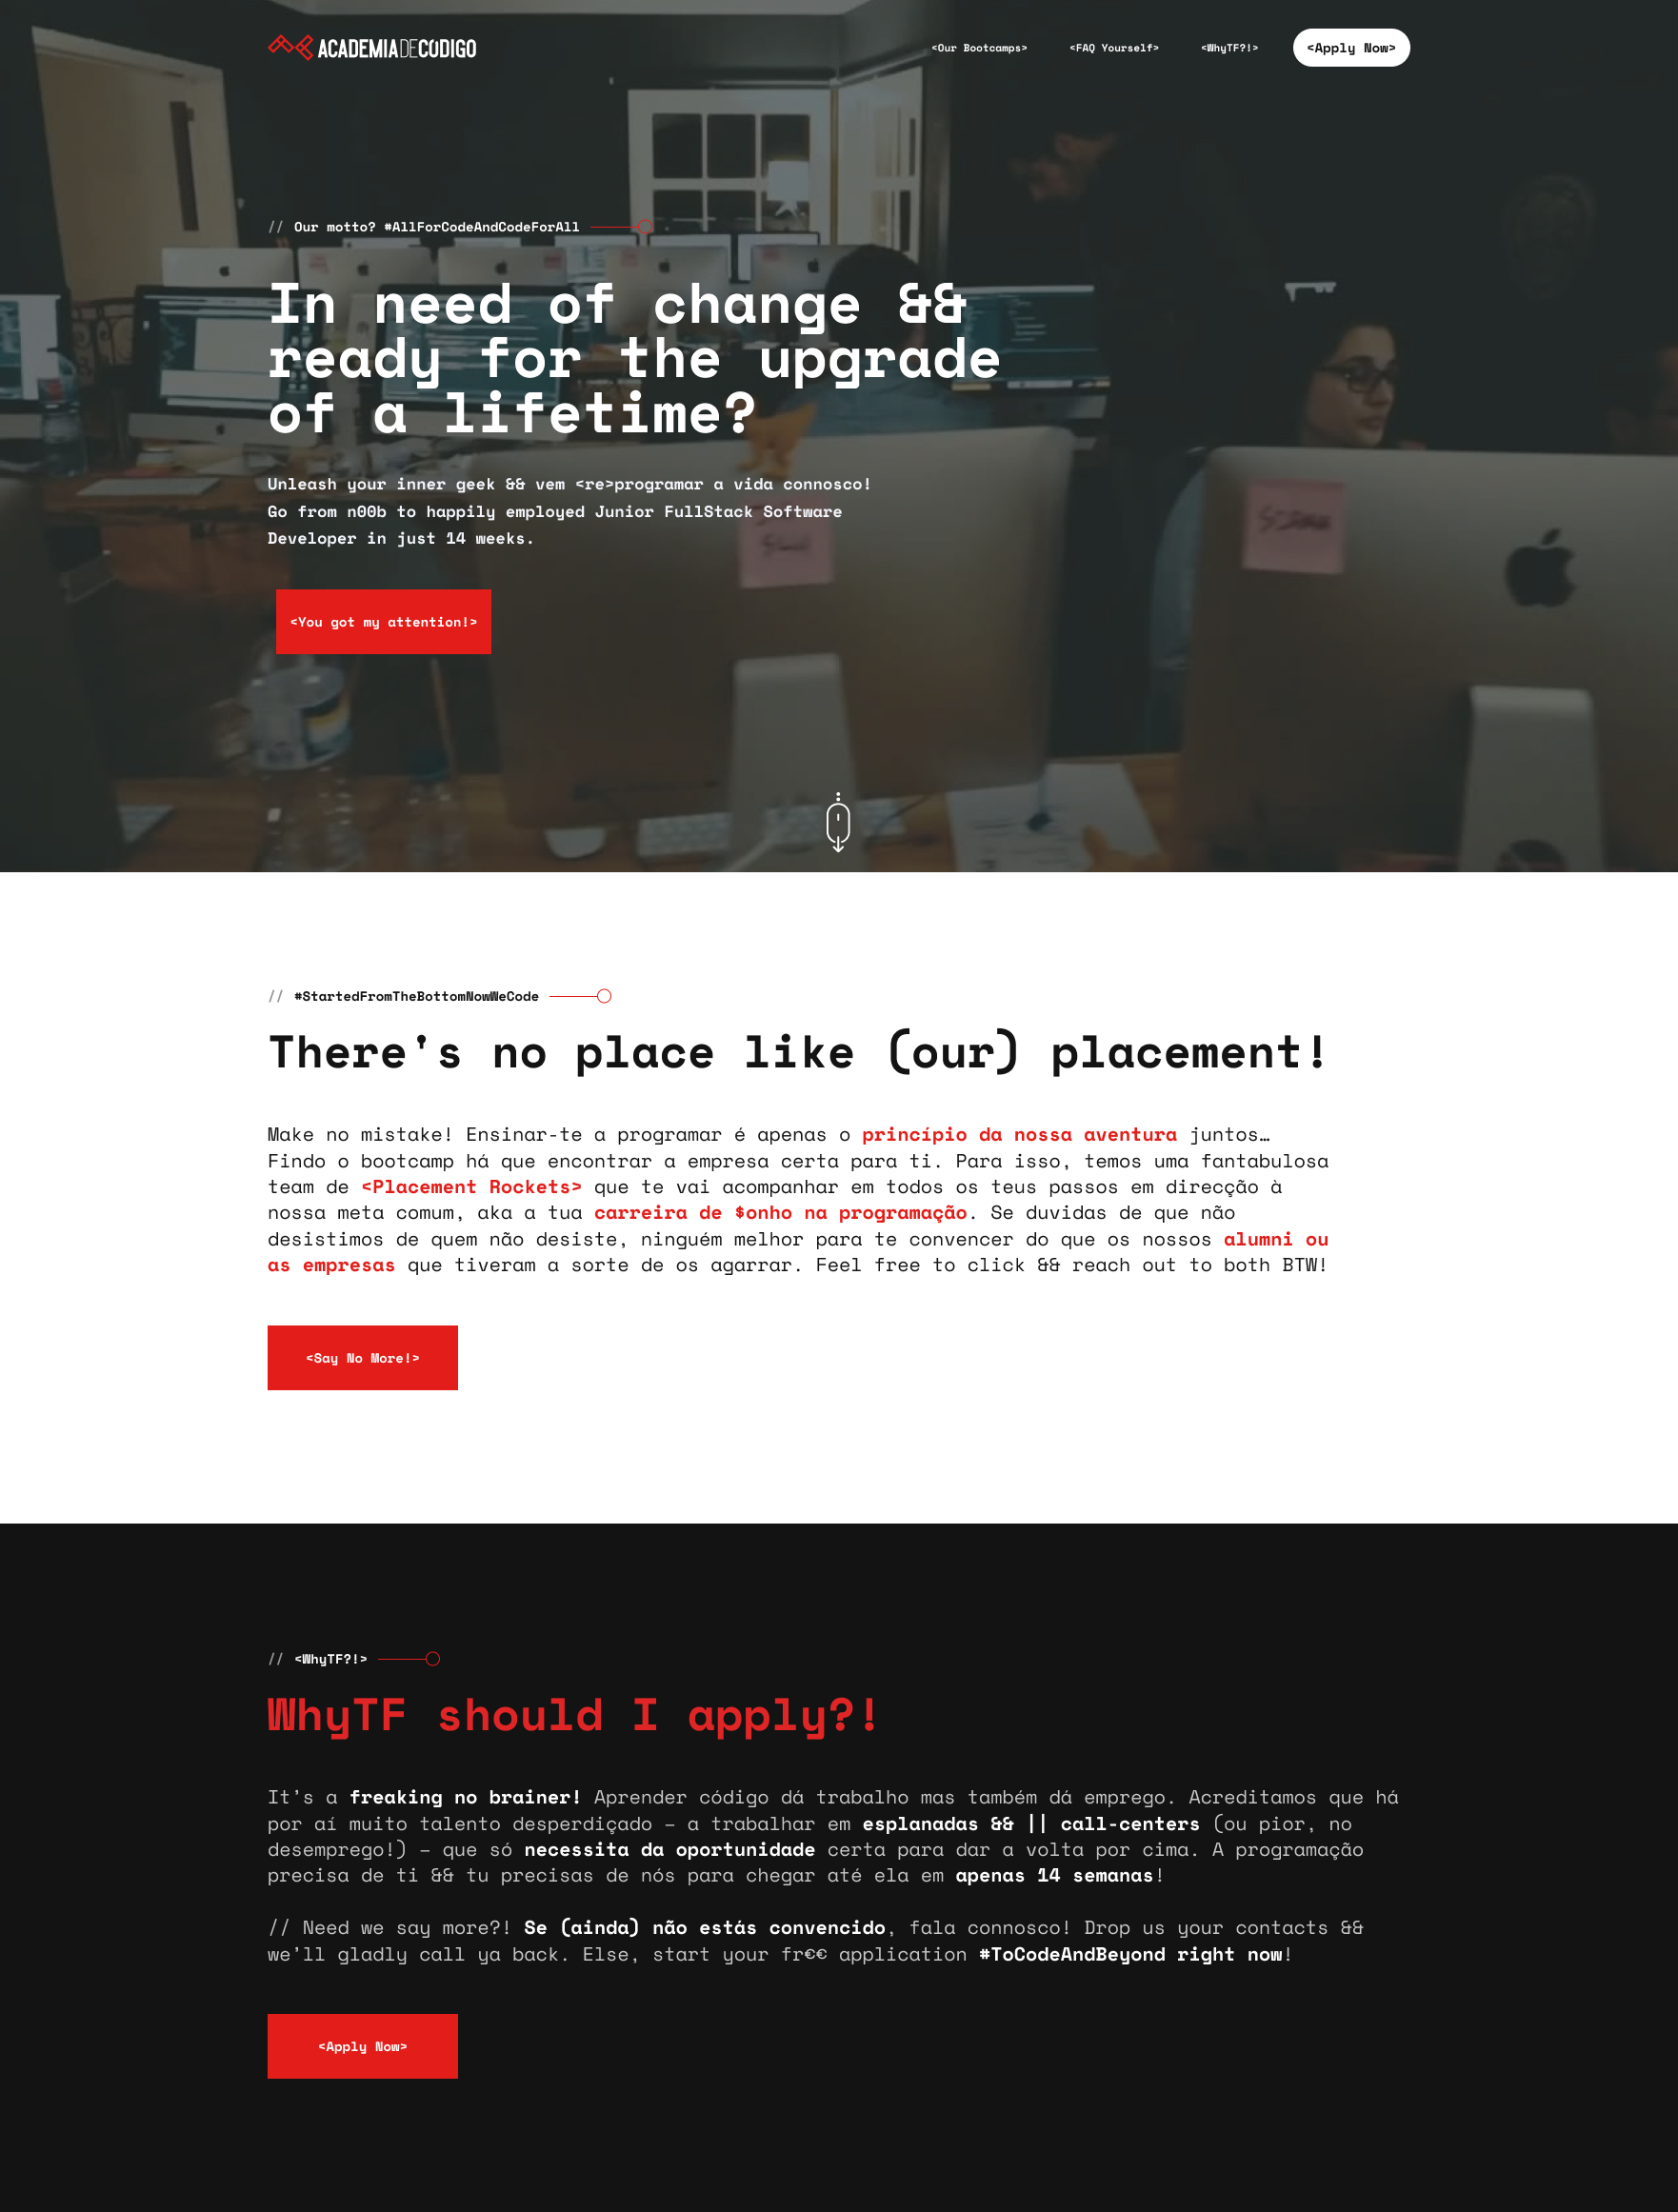 ACADEMIADECÓDIGO
<Our Bootcamps>
<FAQ Yourself>
<WhyTF?!>
<Apply Now>
// Our motto? #AllForCodeAndCodeForAll
In need of change &&
ready for the upgrade
of a lifetime?
Unleash your inner geek && vem <re>programar a vida connosco!
Go from n00b to happily employed Junior FullStack Software
Developer in just 14 weeks.
<You got my attention!>
// #StartedFromTheBottomNowWeCode
There's no place like (our) placement!
Make no mistake! Ensinar-te a programar é apenas o princípio da nossa aventura juntos…
Findo o bootcamp há que encontrar a empresa certa para ti. Para isso, temos uma fantabulosa
team de <Placement Rockets> que te vai acompanhar em todos os teus passos em direcção à
nossa meta comum, aka a tua carreira de $onho na programação. Se duvidas de que não
desistimos de quem não desiste, ninguém melhor para te convencer do que os nossos alumni ou
as empresas que tiveram a sorte de os agarrar. Feel free to click && reach out to both BTW!
<Say No More!>
// <WhyTF?!>
WhyTF should I apply?!
It’s a freaking no brainer! Aprender código dá trabalho mas também dá emprego. Acreditamos que há
por aí muito talento desperdiçado – a trabalhar em esplanadas && || call-centers (ou pior, no
desemprego!) – que só necessita da oportunidade certa para dar a volta por cima. A programação
precisa de ti && tu precisas de nós para chegar até ela em apenas 14 semanas!
// Need we say more?! Se (ainda) não estás convencido, fala connosco! Drop us your contacts &&
we’ll gladly call ya back. Else, start your fr€€ application #ToCodeAndBeyond right now!
<Apply Now>